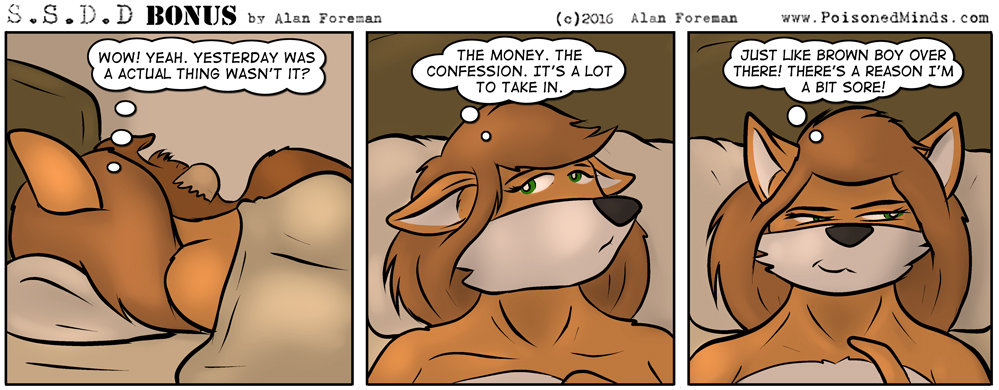 S.S.D.D BONUS by Alan Foreman (c)2016 Alan Foreman www.PoisonedMinds.com
WOW! YEAH. YESTERDAY WAS
A ACTUAL THING WASN'T IT?
THE MONEY. THE
CONFESSION. IT'S A LOT
TO TAKE IN.
JUST LIKE BROWN BOY OVER
THERE! THERE'S A REASON I'M
A BIT SORE!